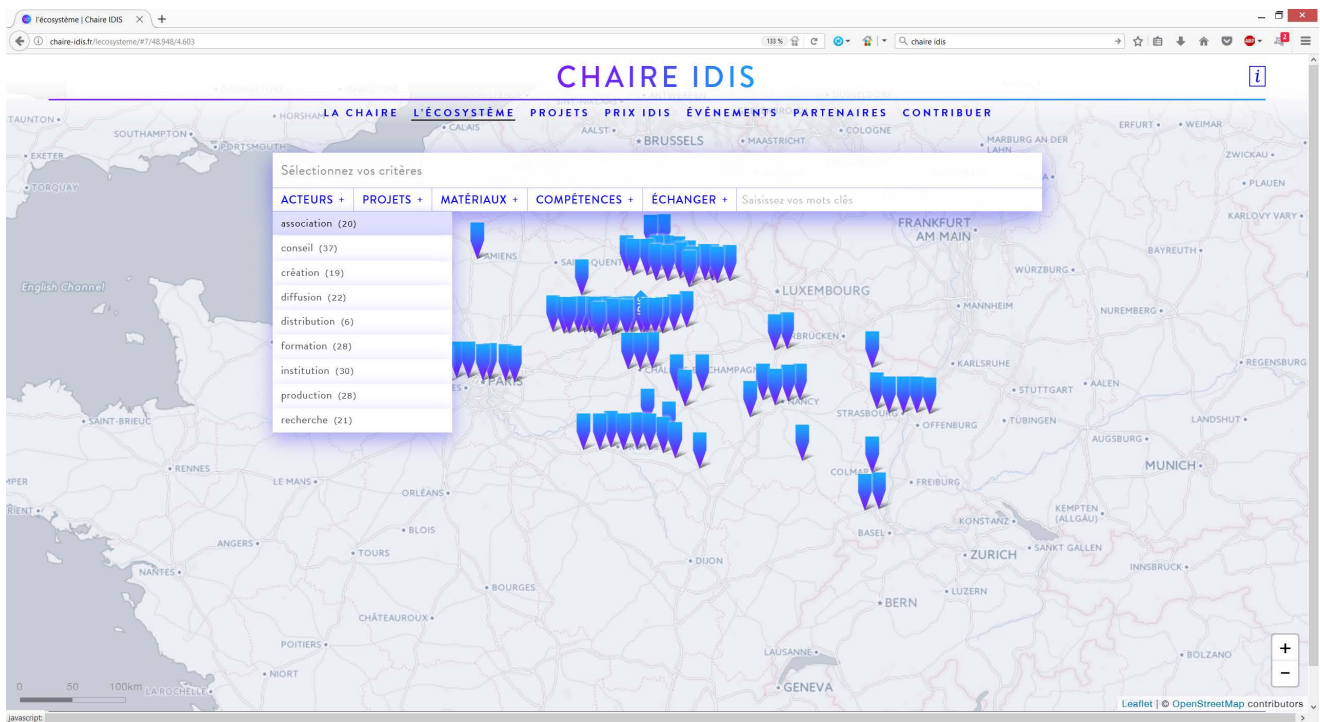 l'écosystème | Chaire IDIS
chaire-idis.fr/lecosysteme/#7/48.948/4.603
133 %
chaire idis
ABP
2
CHAIRE IDIS
i
LA CHAIRE L'ÉCOSYSTÈME PROJETS PRIX IDIS ÉVÉNEMENTS PARTENAIRES CONTRIBUER
TAUNTON
SOUTHAMPTON
HORSHAM
CALAIS
AALST
BRUSSELS
MAASTRICHT
COLOGNE
MARBURG AN DER LAHN
ERFURT
WEIMAR
EXETER
PORTSMOUTH
ZWICKAU
TORQUAY
PLAUEN
Sélectionnez vos critères
ACTEURS + PROJETS + MATÉRIAUX + COMPÉTENCES + ÉCHANGER + Saisissez vos mots clés
association (20)
conseil (37)
création (19)
diffusion (22)
distribution (6)
formation (28)
institution (30)
production (28)
recherche (21)
KARLOVY VARY
FRANKFURT AM MAIN
AMIENS
BAYREUTH
WÜRZBURG
English Channel
LUXEMBOURG
MANNHEIM
NUREMBERG
KARLSRUHE
REGENSBURG
PARIS
NANCY
STUTTGART
AALEN
STRASBOURG
OFFENBURG
TÜBINGEN
LANDSHUT
SAINT-BRIEUC
AUGSBURG
MUNICH
RENNES
COLMAR
FREIBURG
LE MANS
ORLÉANS
KEMPTEN (ALLGÄU)
KONSTANZ
BLOIS
BASEL
ANGERS
TOURS
DIJON
ZURICH
SANKT GALLEN
INNSBRUCK
NANTES
BOURGES
LUZERN
BERN
CHÂTEAUROUX
POITIERS
LAUSANNE
BOLZANO
NIORT
GENEVA
LA ROCHELLE
0 50 100km
+
−
Leaflet | © OpenStreetMap contributors
javascript: